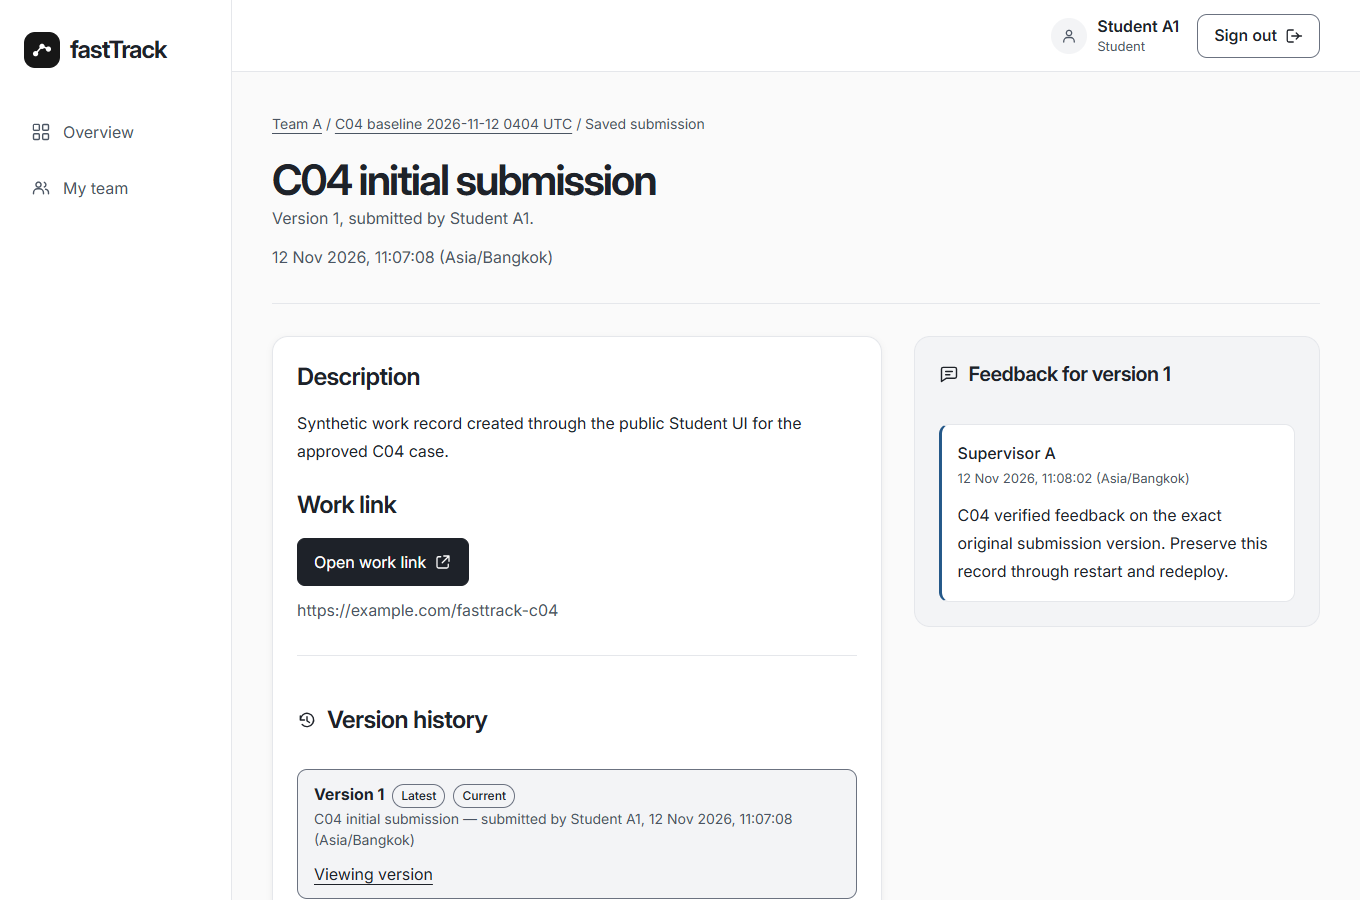 fastTrack
Overview
My team
Student A1
Student
Sign out
Team A / C04 baseline 2026-11-12 0404 UTC / Saved submission
C04 initial submission
Version 1, submitted by Student A1.
12 Nov 2026, 11:07:08 (Asia/Bangkok)
Description
Synthetic work record created through the public Student UI for the
approved C04 case.
Work link
Open work link
https://example.com/fasttrack-c04
Version history
Version 1 Latest Current
C04 initial submission — submitted by Student A1, 12 Nov 2026, 11:07:08
(Asia/Bangkok)
Viewing version
Feedback for version 1
Supervisor A
12 Nov 2026, 11:08:02 (Asia/Bangkok)
C04 verified feedback on the exact
original submission version. Preserve this
record through restart and redeploy.